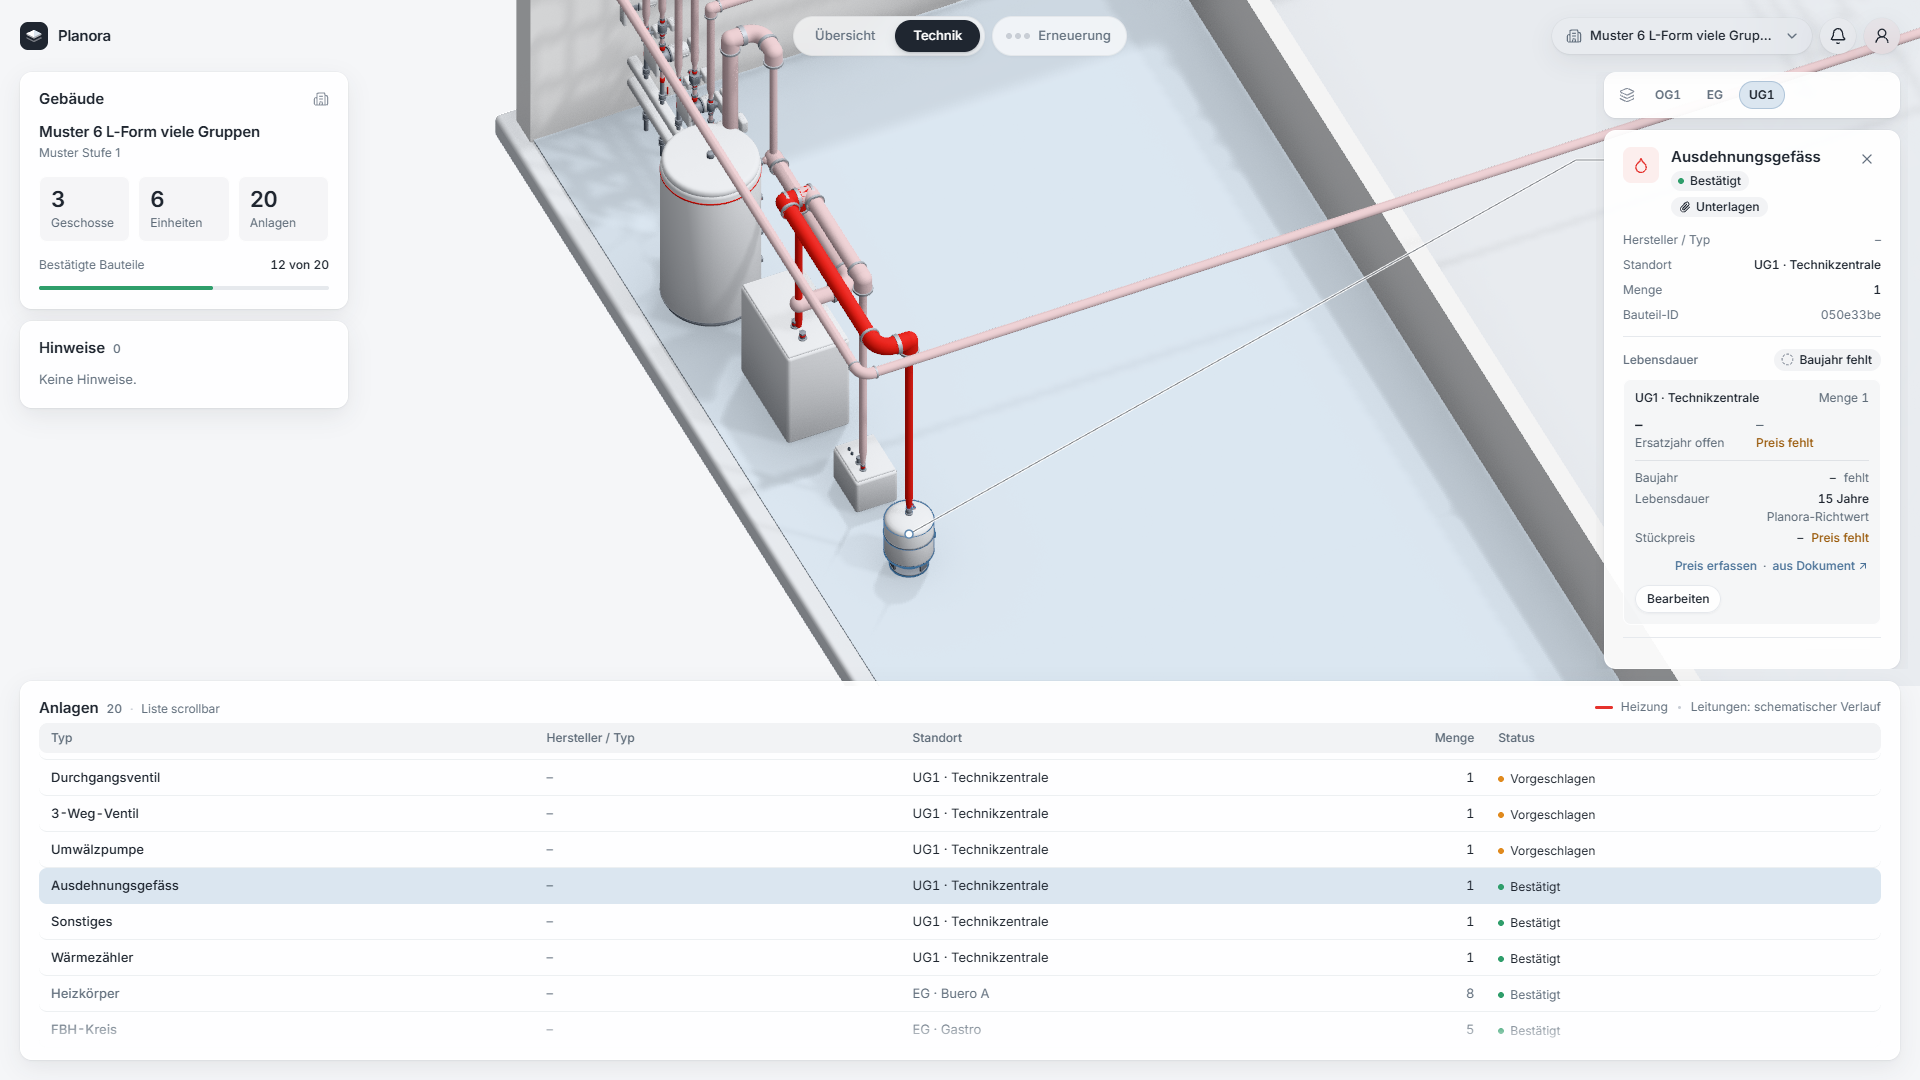 Planora
Übersicht
Technik
Erneuerung
Muster 6 L-Form viele Grup...
Gebäude
Muster 6 L-Form viele Gruppen
Muster Stufe 1
3 6 20
Geschosse Einheiten Anlagen
Bestätigte Bauteile 12 von 20
Hinweise 0
Keine Hinweise.
OG1 EG UG1
Ausdehnungsgefäss
Bestätigt
Unterlagen
Hersteller / Typ –
Standort UG1 · Technikzentrale
Menge 1
Bauteil-ID 050e33be
Lebensdauer Baujahr fehlt
UG1 · Technikzentrale Menge 1
– –
Ersatzjahr offen Preis fehlt
Baujahr – fehlt
Lebensdauer 15 Jahre
Planora-Richtwert
Stückpreis – Preis fehlt
Preis erfassen · aus Dokument ↗
Bearbeiten
Anlagen 20 · Liste scrollbar
Heizung • Leitungen: schematischer Verlauf
Typ Hersteller / Typ Standort Menge Status
Durchgangsventil – UG1 · Technikzentrale 1 Vorgeschlagen
3-Weg-Ventil – UG1 · Technikzentrale 1 Vorgeschlagen
Umwälzpumpe – UG1 · Technikzentrale 1 Vorgeschlagen
Ausdehnungsgefäss – UG1 · Technikzentrale 1 Bestätigt
Sonstiges – UG1 · Technikzentrale 1 Bestätigt
Wärmezähler – UG1 · Technikzentrale 1 Bestätigt
Heizkörper – EG · Buero A 8 Bestätigt
FBH-Kreis – EG · Gastro 5 Bestätigt